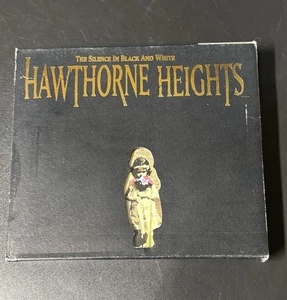 The Silence In Black And White
Hawthorne Heights